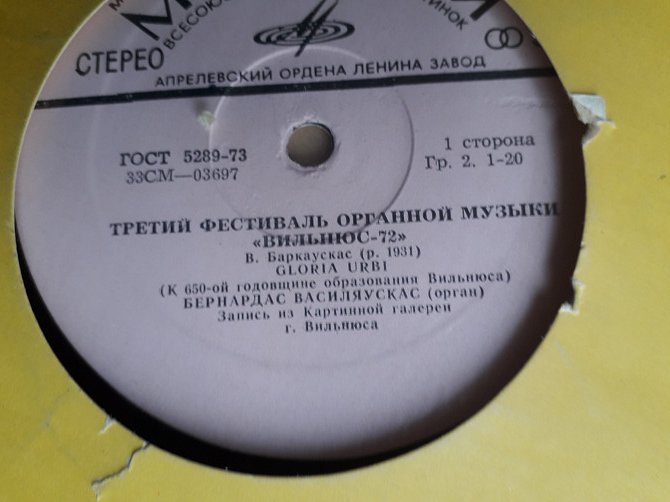 СТЕРЕО
АПРЕЛЕВСКИЙ ОРДЕНА ЛЕНИНА ЗАВОД
ГОСТ 5289-73
33СМ—03697
1 сторона
Гр. 2. 1-20
ТРЕТИЙ ФЕСТИВАЛЬ ОРГАННОЙ МУЗЫКИ
«ВИЛЬНЮС-72»
В. Баркаускас (р. 1931)
GLORIA URBI
(К 650-ой годовщине образования Вильнюса)
БЕРНАРДАС ВАСИЛЯУСКАС (орган)
Запись из Картинной галереи
г. Вильнюса